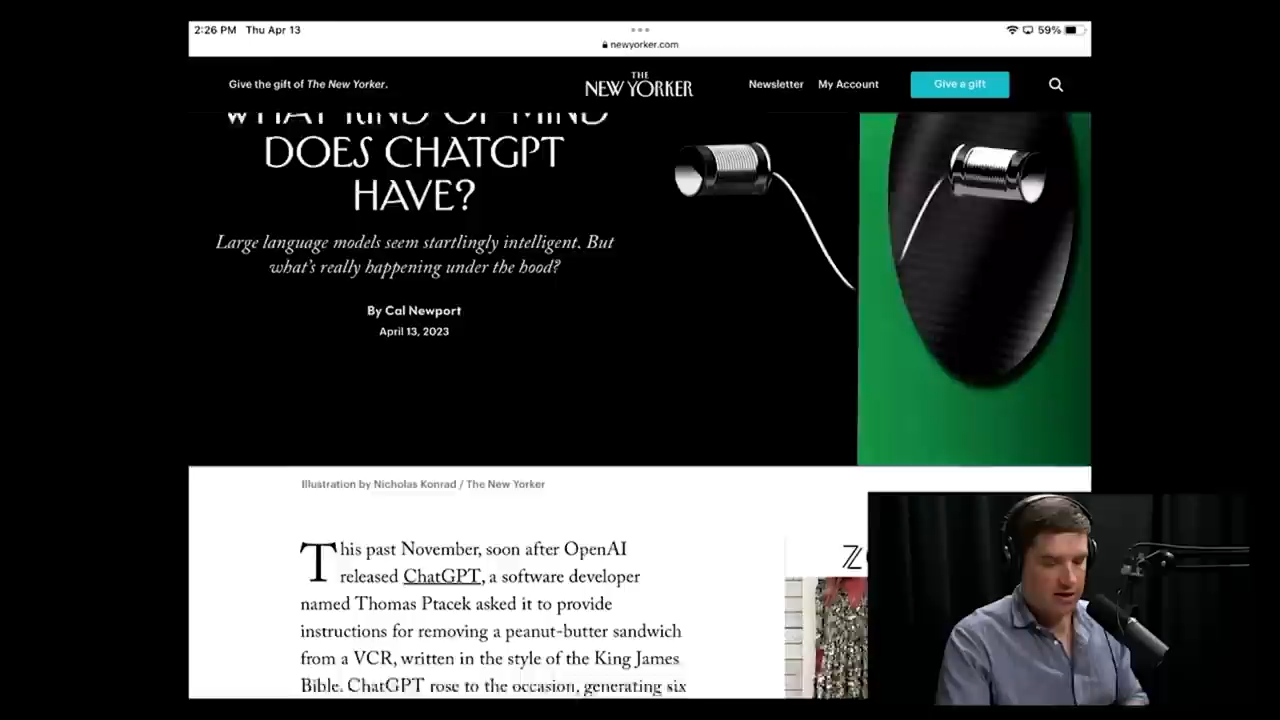 2:26 PM Thu Apr 13
59%
newyorker.com
Give the gift of The New Yorker.
THE
NEW YORKER
Newsletter My Account
Give a gift
WHAT KIND OF MIND
DOES CHATGPT
HAVE?
Large language models seem startlingly intelligent. But
what's really happening under the hood?
By Cal Newport
April 13, 2023
Illustration by Nicholas Konrad / The New Yorker
This past November, soon after OpenAI
released ChatGPT, a software developer
named Thomas Ptacek asked it to provide
instructions for removing a peanut-butter sandwich
from a VCR, written in the style of the King James
Bible. ChatGPT rose to the occasion, generating six